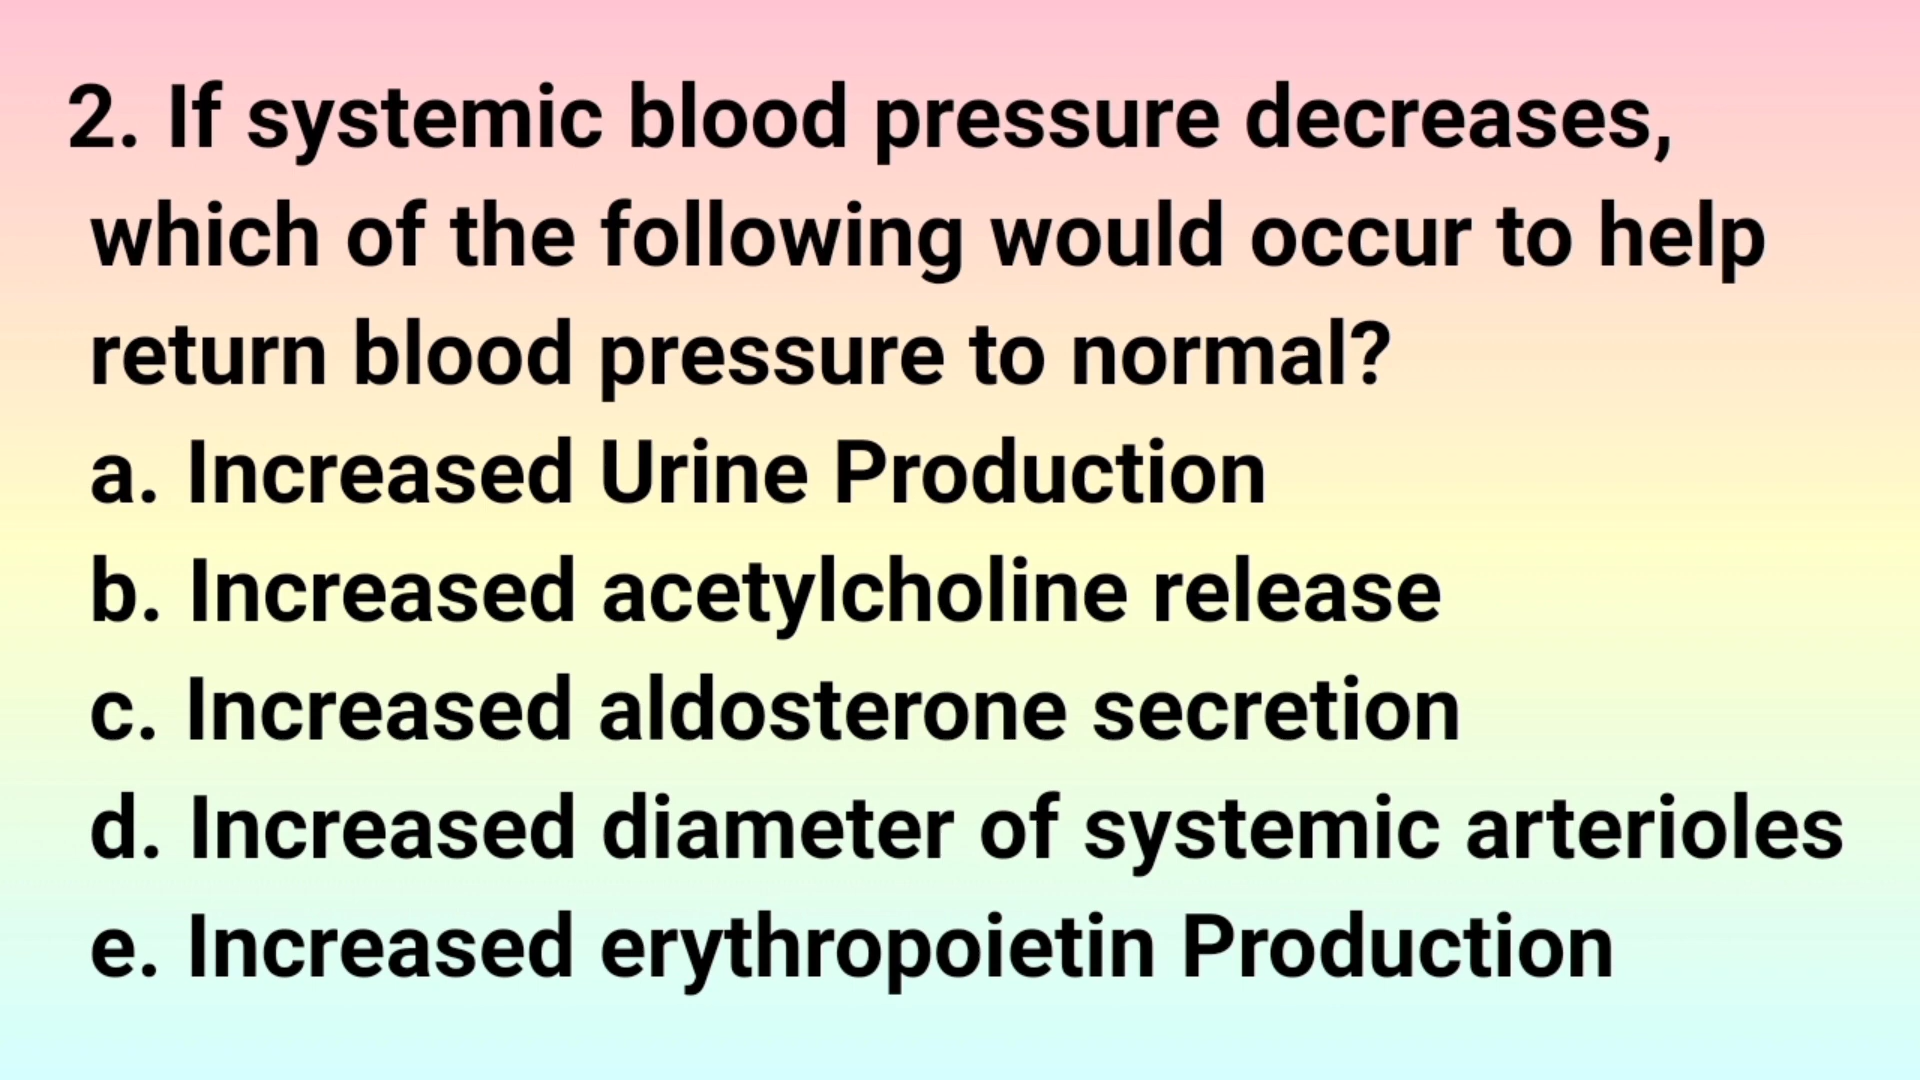 2. If systemic blood pressure decreases,
which of the following would occur to help
return blood pressure to normal?
a. Increased Urine Production
b. Increased acetylcholine release
c. Increased aldosterone secretion
d. Increased diameter of systemic arterioles
e. Increased erythropoietin Production